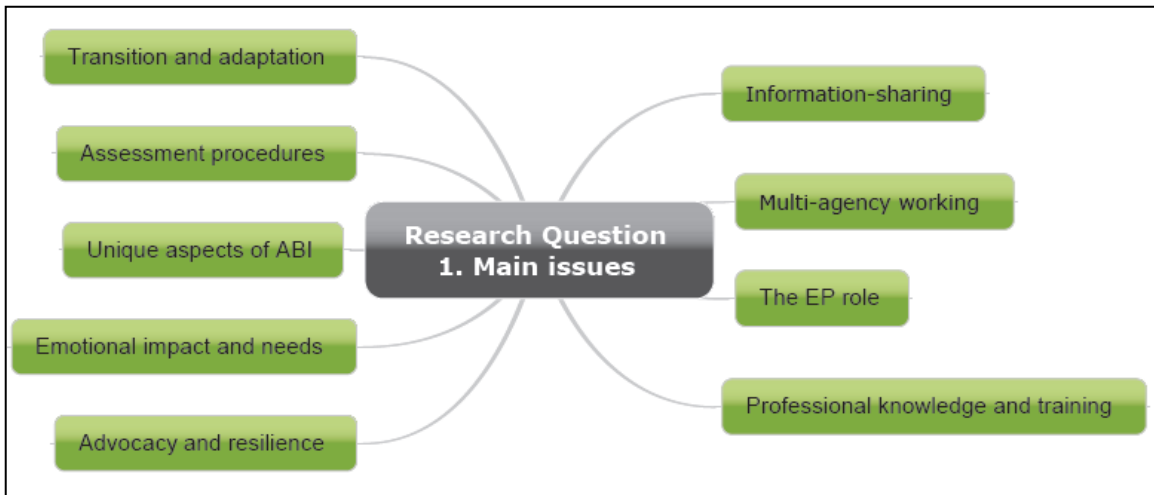 Transition and adaptation
Assessment procedures
Unique aspects of ABI
Emotional impact and needs
Advocacy and resilience
Research Question
1. Main issues
Information-sharing
Multi-agency working
The EP role
Professional knowledge and training